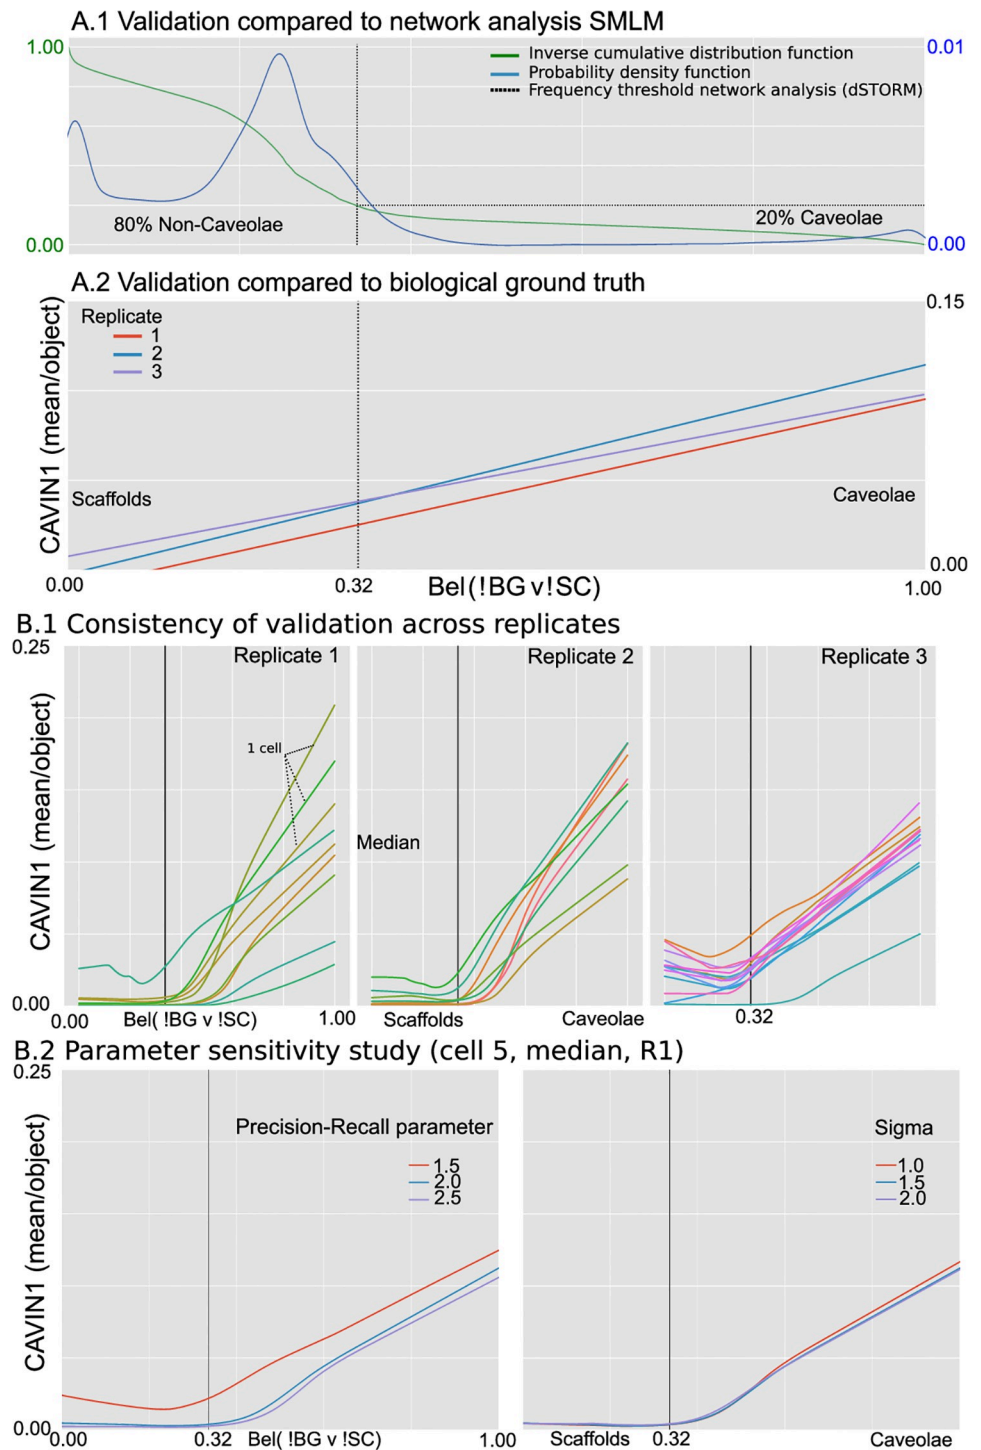 A.1 Validation compared to network analysis SMLM
1.00
0.01
Inverse cumulative distribution function
Probability density function
Frequency threshold network analysis (dSTORM)
80% Non-Caveolae
20% Caveolae
0.00
0.00
A.2 Validation compared to biological ground truth
CAVIN1 (mean/object)
0.15
Replicate
1
2
3
Scaffolds
Caveolae
0.00
0.00
0.32
Bel(!BG v!SC)
1.00
B.1 Consistency of validation across replicates
0.25
CAVIN1 (mean/object)
Replicate 1
Replicate 2
Replicate 3
1 cell
Median
0.00
0.00
Bel( !BG v !SC)
1.00
Scaffolds
Caveolae
0.32
B.2 Parameter sensitivity study (cell 5, median, R1)
0.25
CAVIN1 (mean/object)
Precision-Recall parameter
1.5
2.0
2.5
Sigma
1.0
1.5
2.0
0.00
0.00
0.32
Bel( !BG v !SC)
1.00
Scaffolds
0.32
Caveolae